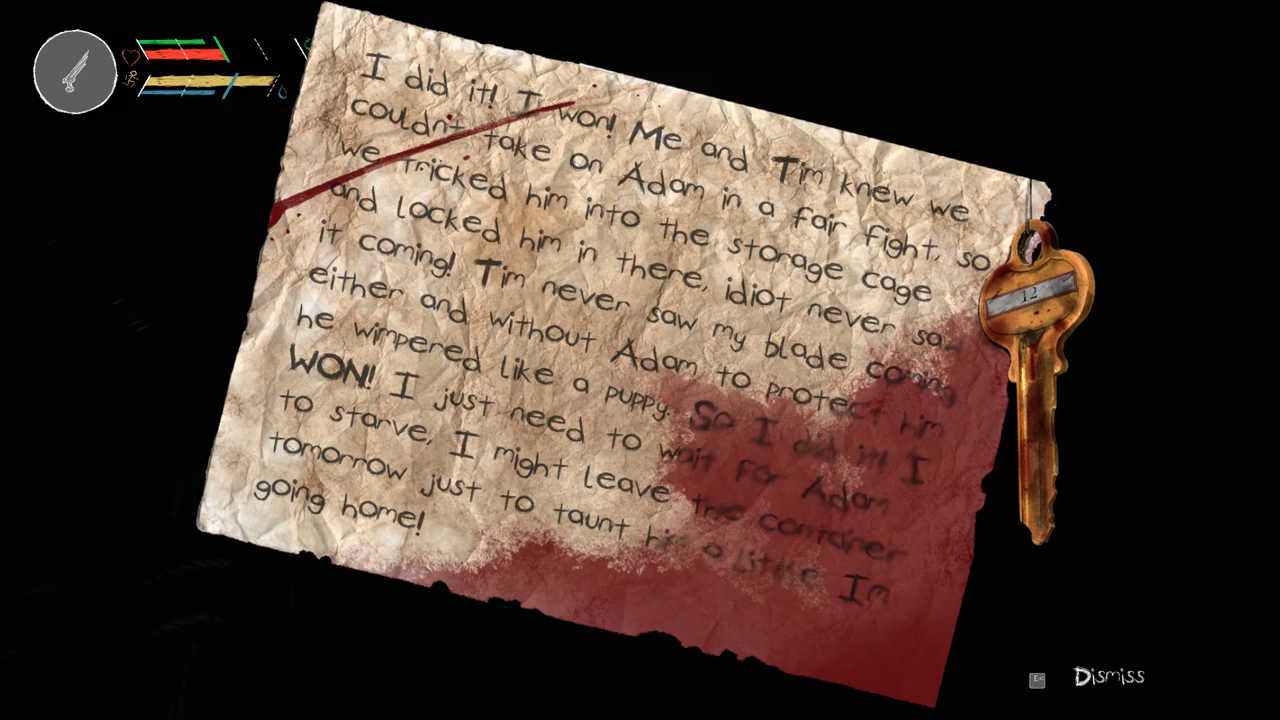 I did it! I won! Me and Tim knew we
couldn't take on Adam in a fair fight, so
we tricked him into the storage cage
and locked him in there, idiot never saw
it coming! Tim never saw my blade coming
either and without Adam to protect him
he wimpered like a puppy. So I did it! I
WON! I just need to wait for Adam
to starve, I might leave the container
tomorrow just to taunt him a little Im
going home!
12
Dismiss